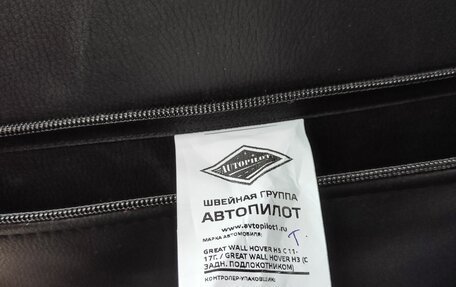 AUTOPILOT
ШВЕЙНАЯ ГРУППА
АВТОПИЛОТ
www.avtopilot1.ru
МАРКА АВТОМОБИЛЯ:
Т.
GREAT WALL HOVER H5 С 11-
17Г. / GREAT WALL HOVER H3 (С
ЗАДН. ПОДЛОКОТНИКОМ)
КОНТРОЛЕР-УПАКОВЩИК: